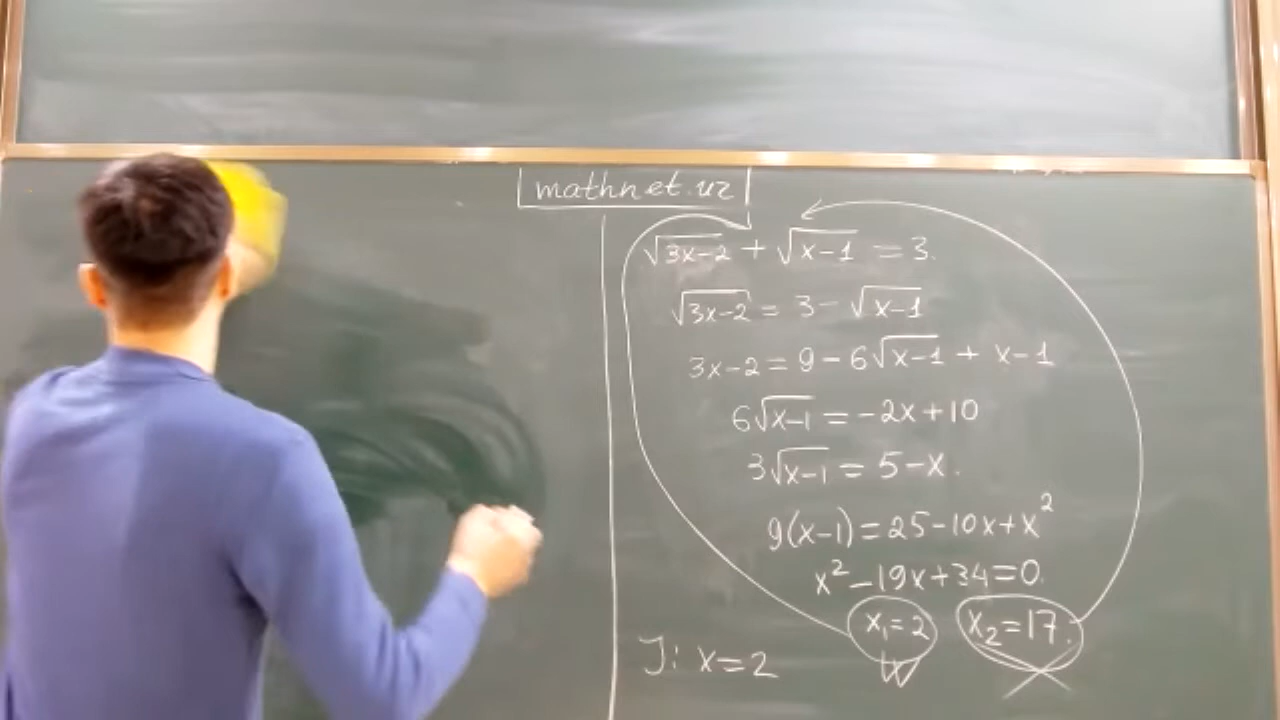 mathnet.uz
√3x-2 + √x-1 = 3.
√3x-2 = 3 - √x-1
3x-2 = 9 - 6√x-1 + x-1
6√x-1 = -2x+10
3√x-1 = 5-x.
9(x-1) = 25-10x+x²
x²-19x+34=0.
x₁=2 x₂=17.
J: x=2